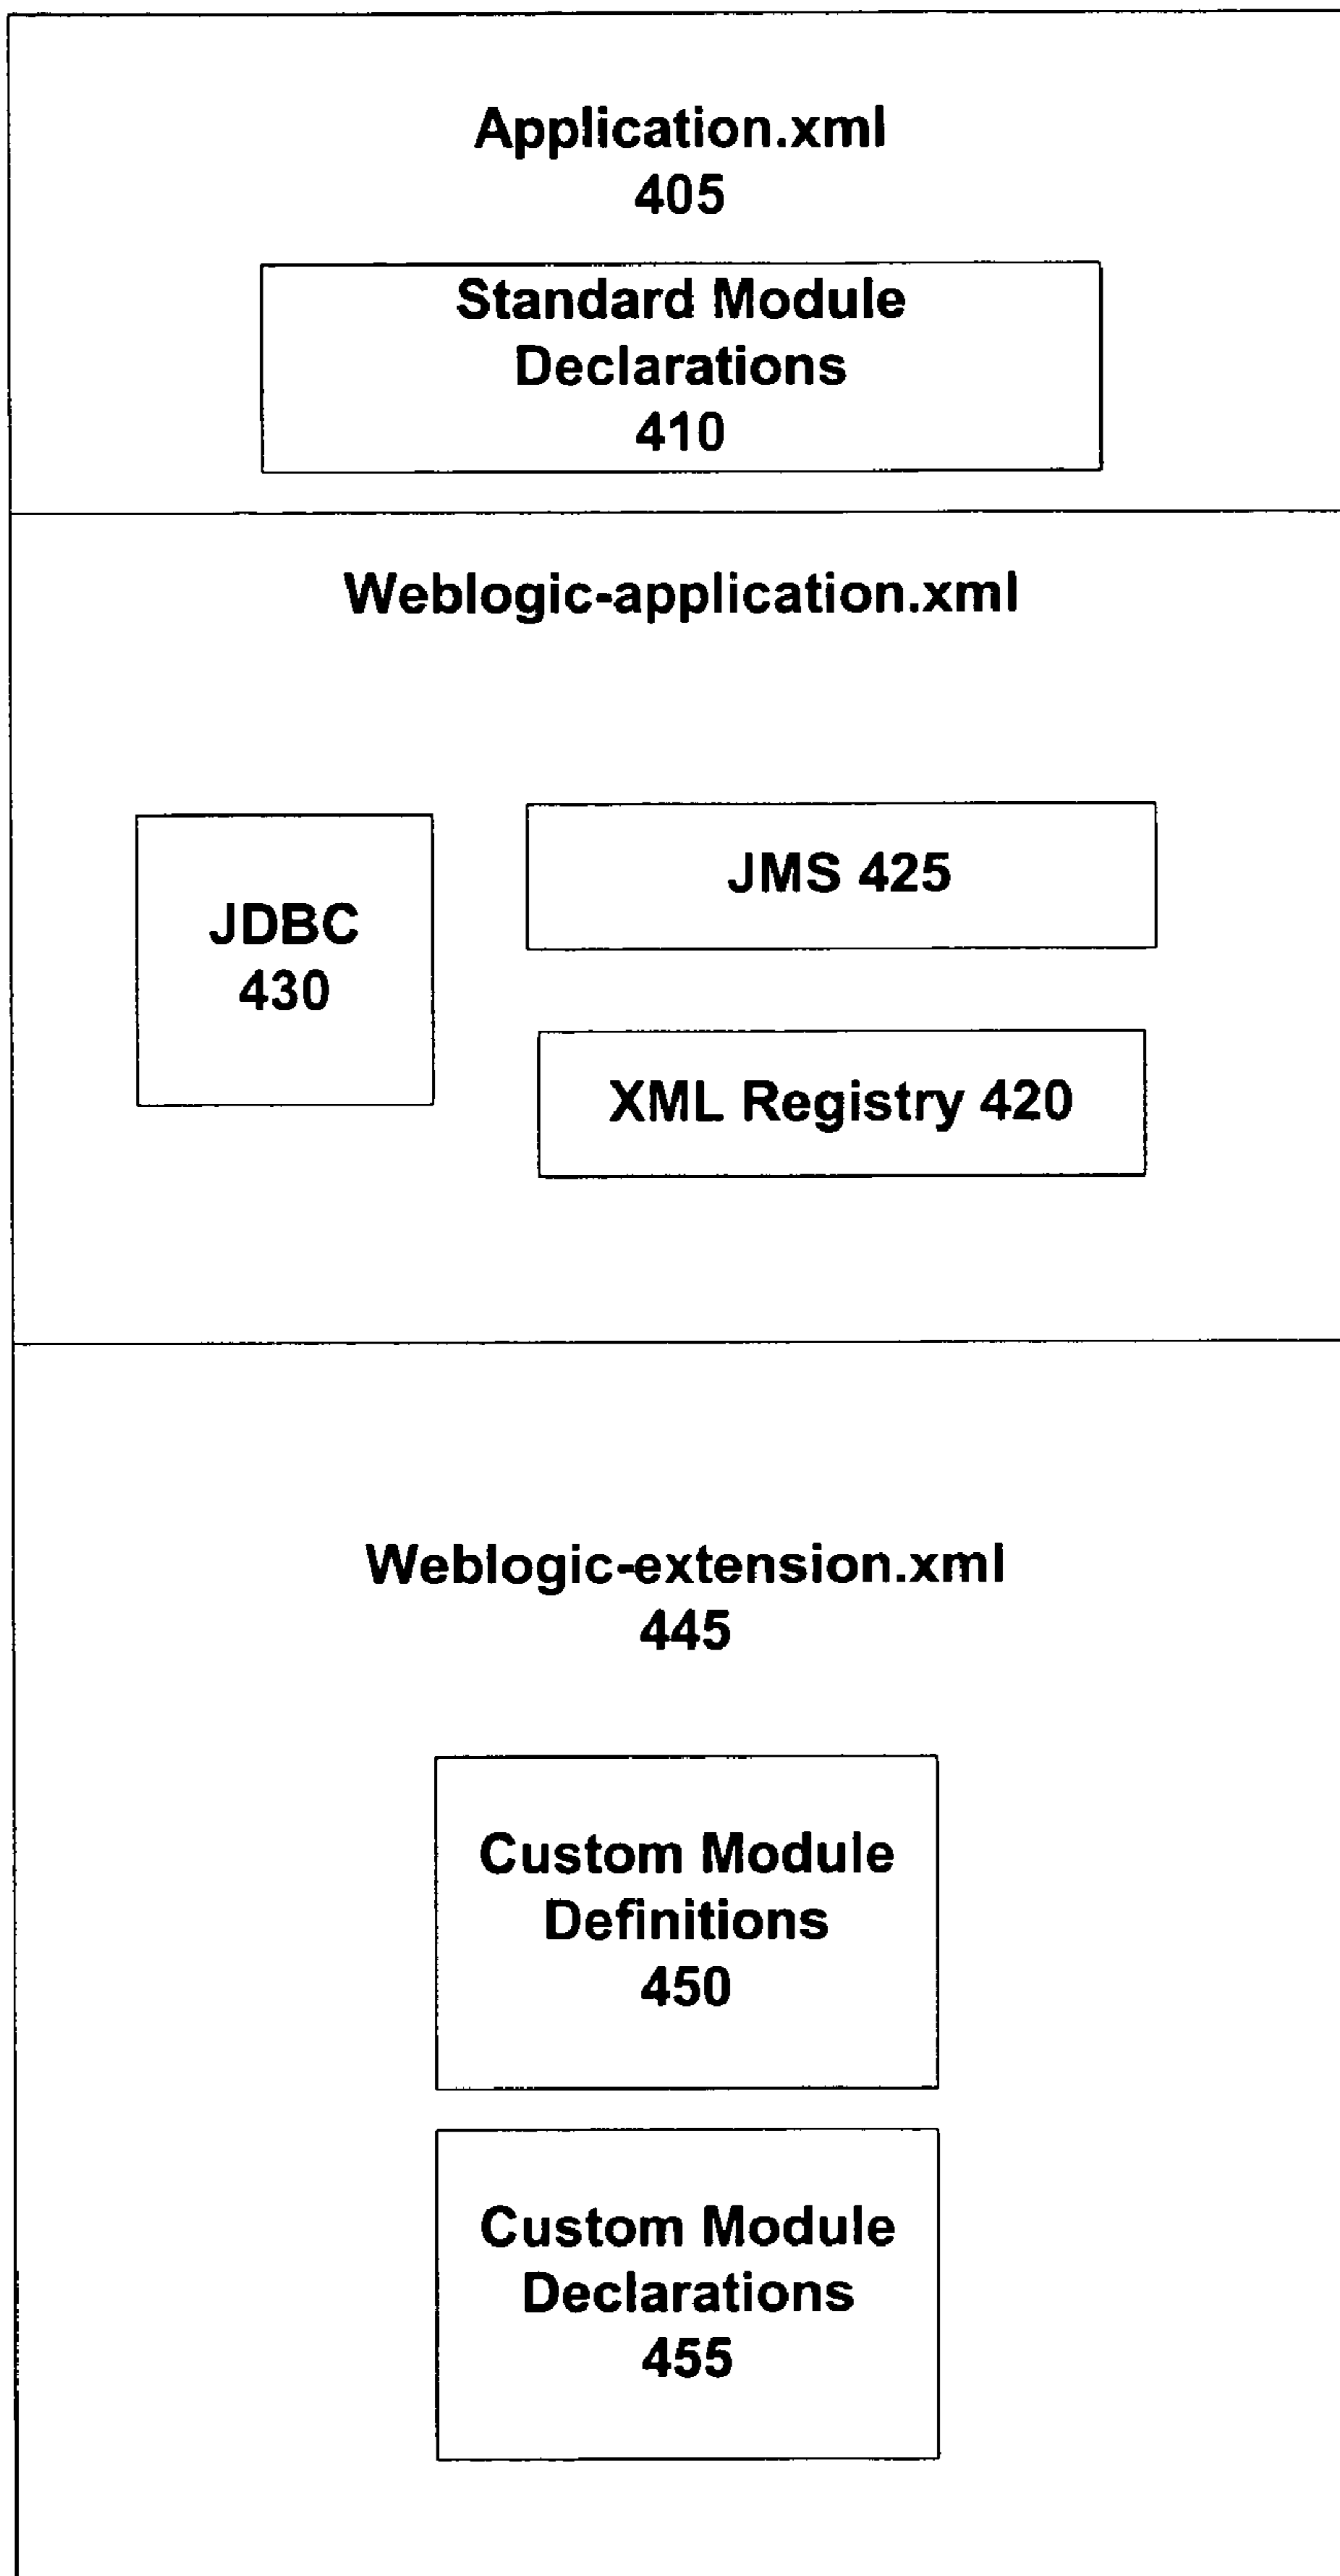 Application.xml
405
Standard Module
Declarations
410
Weblogic-application.xml
JDBC
430
JMS 425
XML Registry 420
Weblogic-extension.xml
445
Custom Module
Definitions
450
Custom Module
Declarations
455